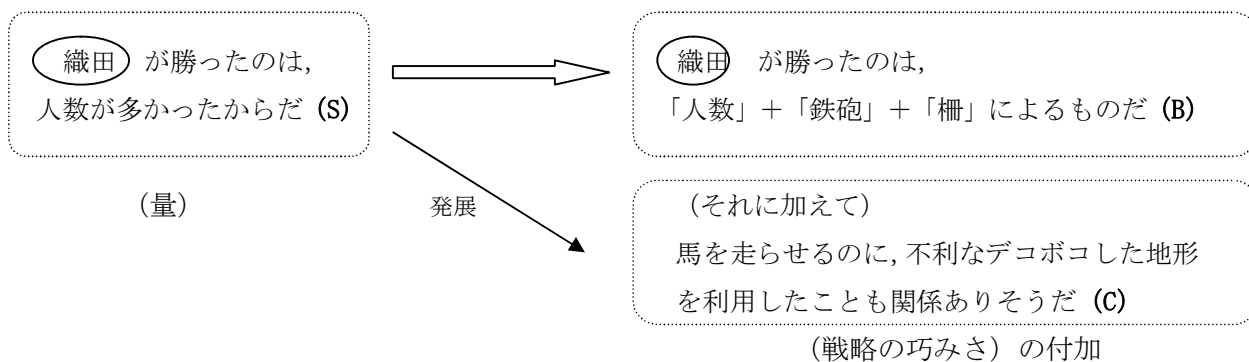 織田 が勝ったのは,
人数が多かったからだ (S)
(量)
発展
織田 が勝ったのは,
「人数」+「鉄砲」+「柵」によるものだ (B)
(それに加えて)
馬を走らせるのに, 不利なデコボコした地形
を利用したことも関係ありそうだ (C)
(戦略の巧みさ) の付加